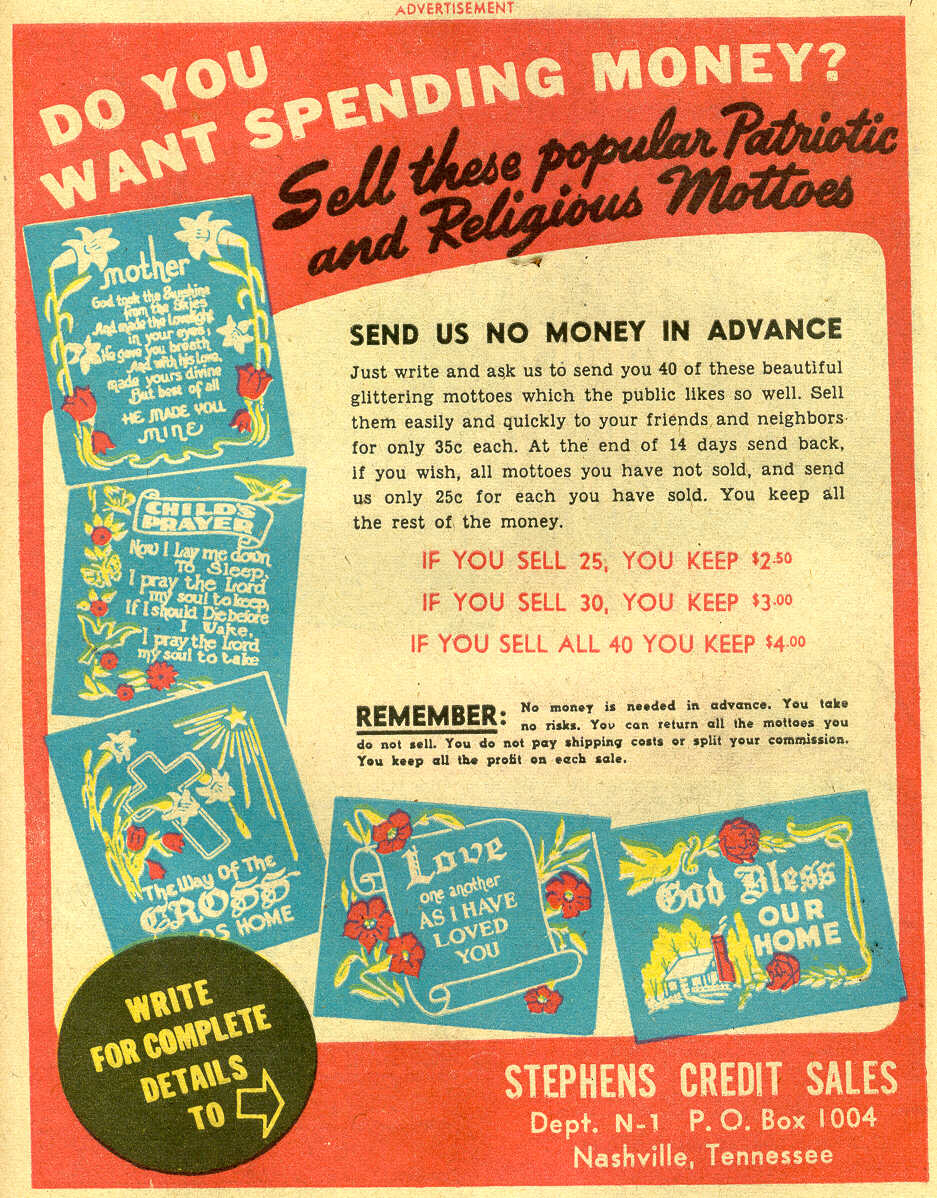 ADVERTISEMENT
DO YOU
WANT SPENDING MONEY?
Sell these popular Patriotic
and Religious Mottoes
mother
God took the Sunshine
from the Skies
And made the Lovelight
in your eyes,
He gave you breath
And with his Love,
made yours divine
But best of all
HE MADE YOU
MINE
CHILD'S
PRAYER
Now I Lay me down
To Sleep,
I pray the Lord
my soul to keep,
If I should Die before
I Wake,
I pray the Lord
my soul to take
The Way Of The
CROSS
DS HOME
SEND US NO MONEY IN ADVANCE
Just write and ask us to send you 40 of these beautiful
glittering mottoes which the public likes so well. Sell
them easily and quickly to your friends and neighbors
for only 35c each. At the end of 14 days send back,
if you wish, all mottoes you have not sold, and send
us only 25c for each you have sold. You keep all
the rest of the money.
IF YOU SELL 25, YOU KEEP $2.50
IF YOU SELL 30, YOU KEEP $3.00
IF YOU SELL ALL 40 YOU KEEP $4.00
REMEMBER: No money is needed in advance. You take
no risks. You can return all the mottoes you
do not sell. You do not pay shipping costs or split your commission.
You keep all the profit on each sale.
Love
one another
AS I HAVE
LOVED
YOU
God Bless
OUR
HOME
WRITE
FOR COMPLETE
DETAILS
TO
STEPHENS CREDIT SALES
Dept. N-1 P. O. Box 1004
Nashville, Tennessee